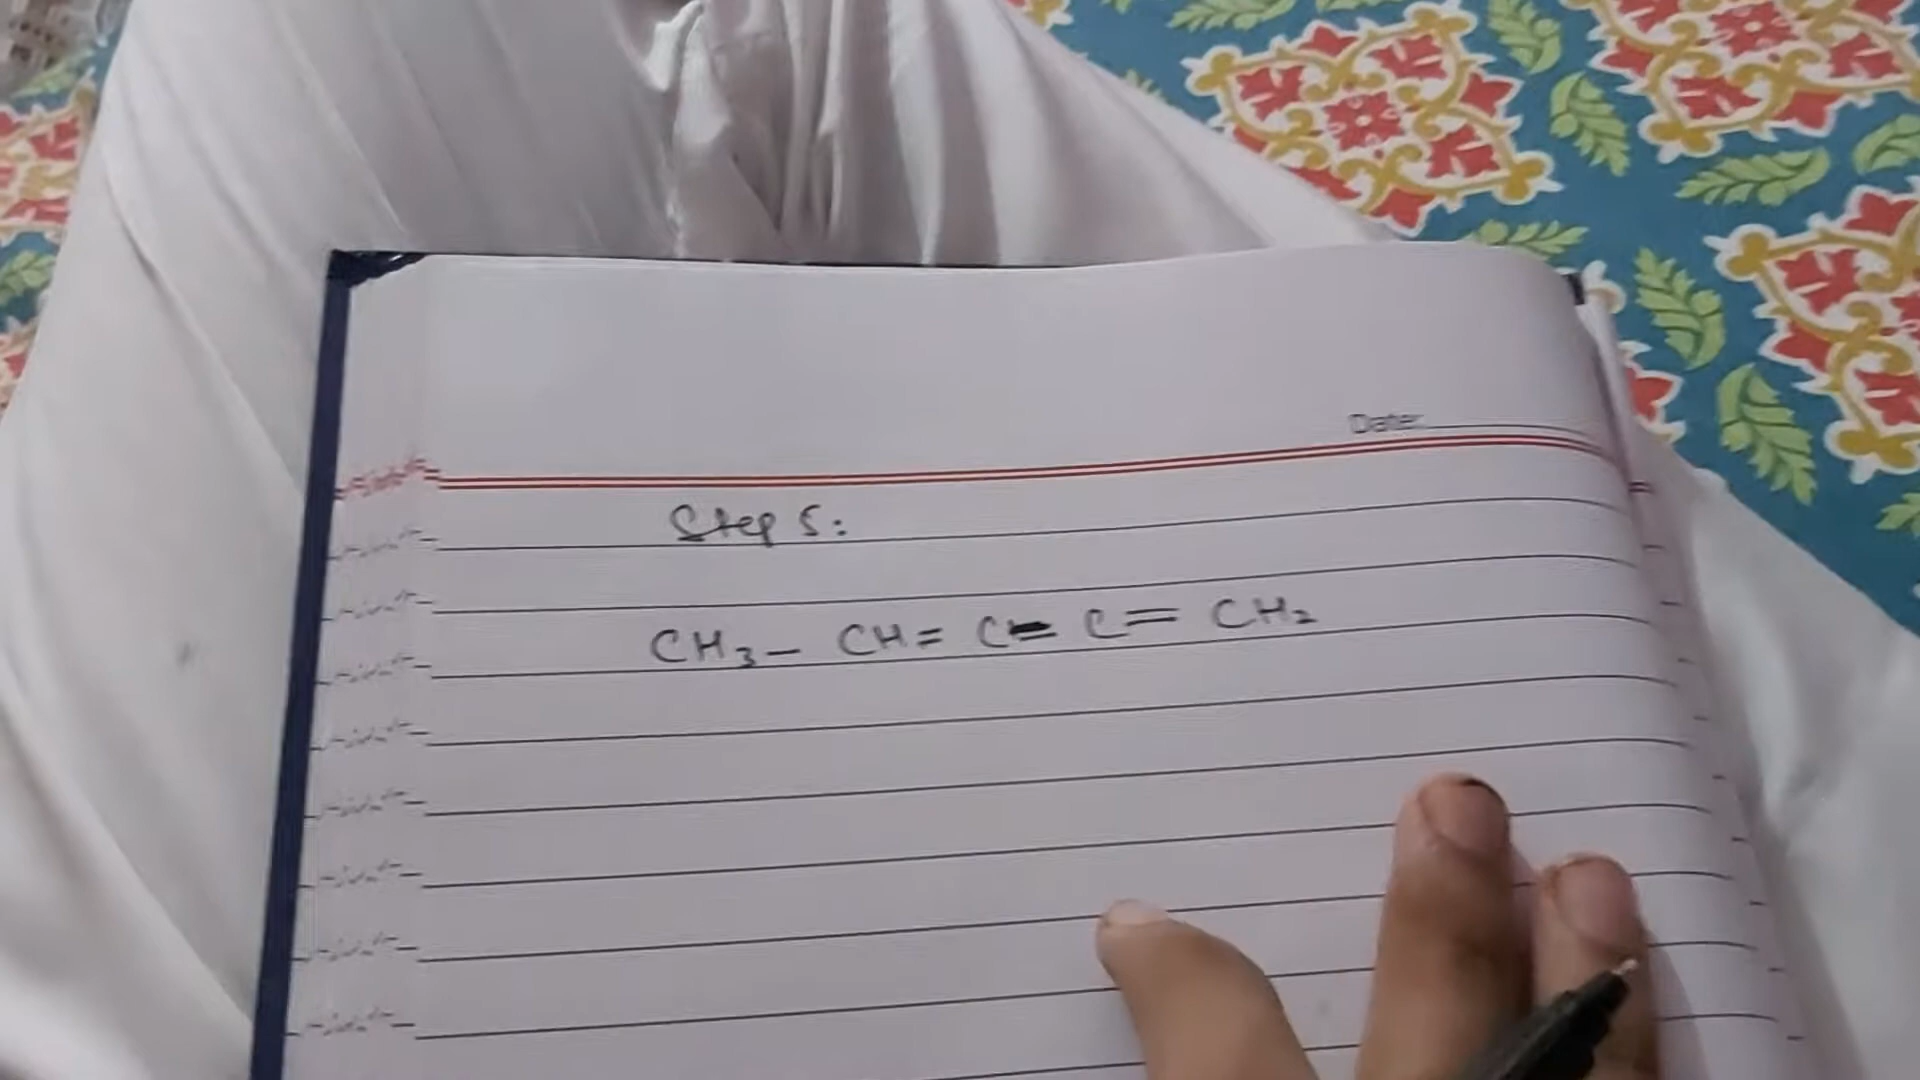 Date:
Step 5:
CH₃– CH= C= C= CH₂